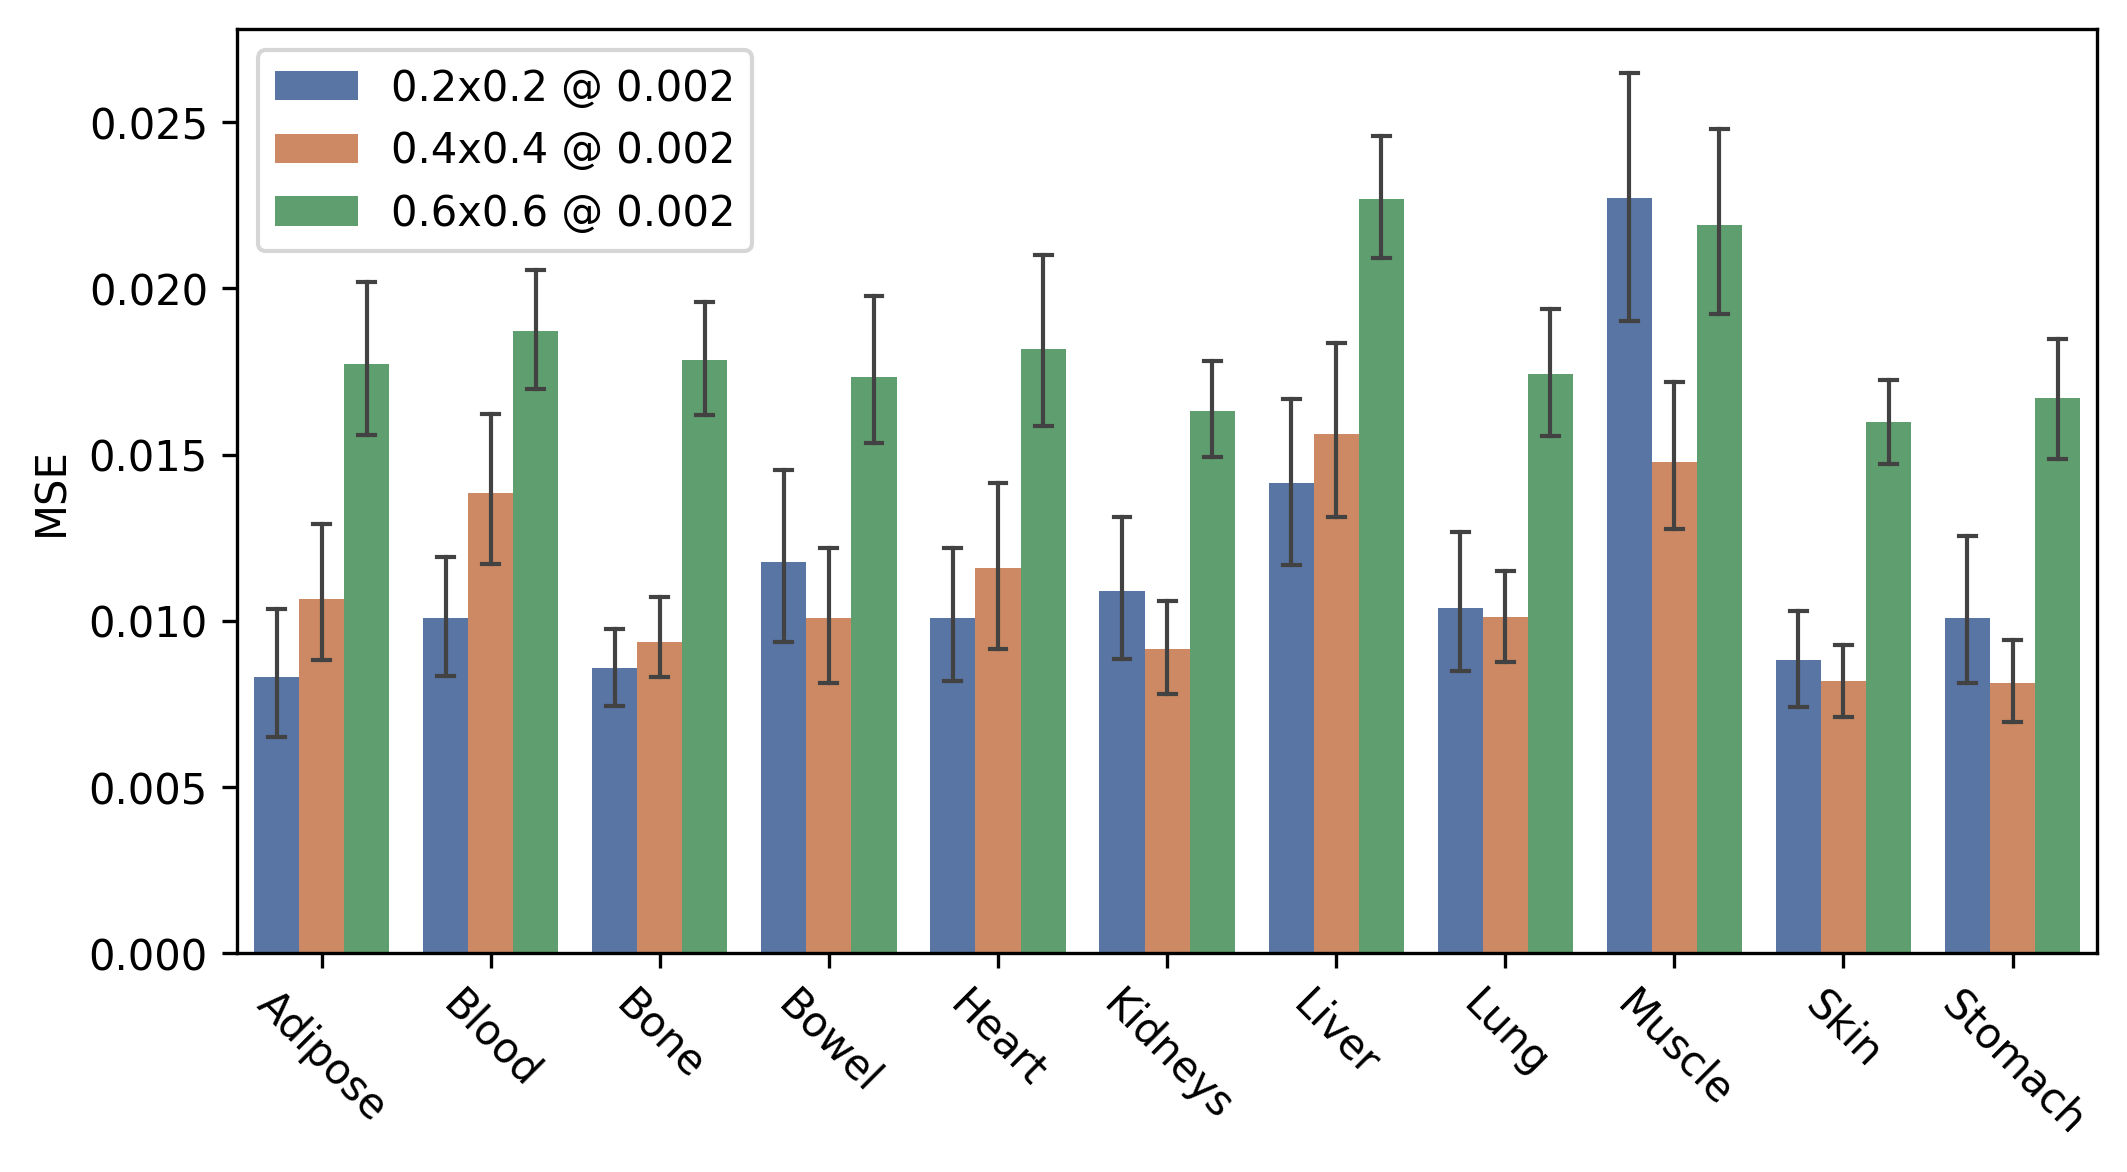 0.2x0.2 @ 0.002
0.4x0.4 @ 0.002
0.6x0.6 @ 0.002
MSE
0.025
0.020
0.015
0.010
0.005
0.000
Adipose
Blood
Bone
Bowel
Heart
Kidneys
Liver
Lung
Muscle
Skin
Stomach